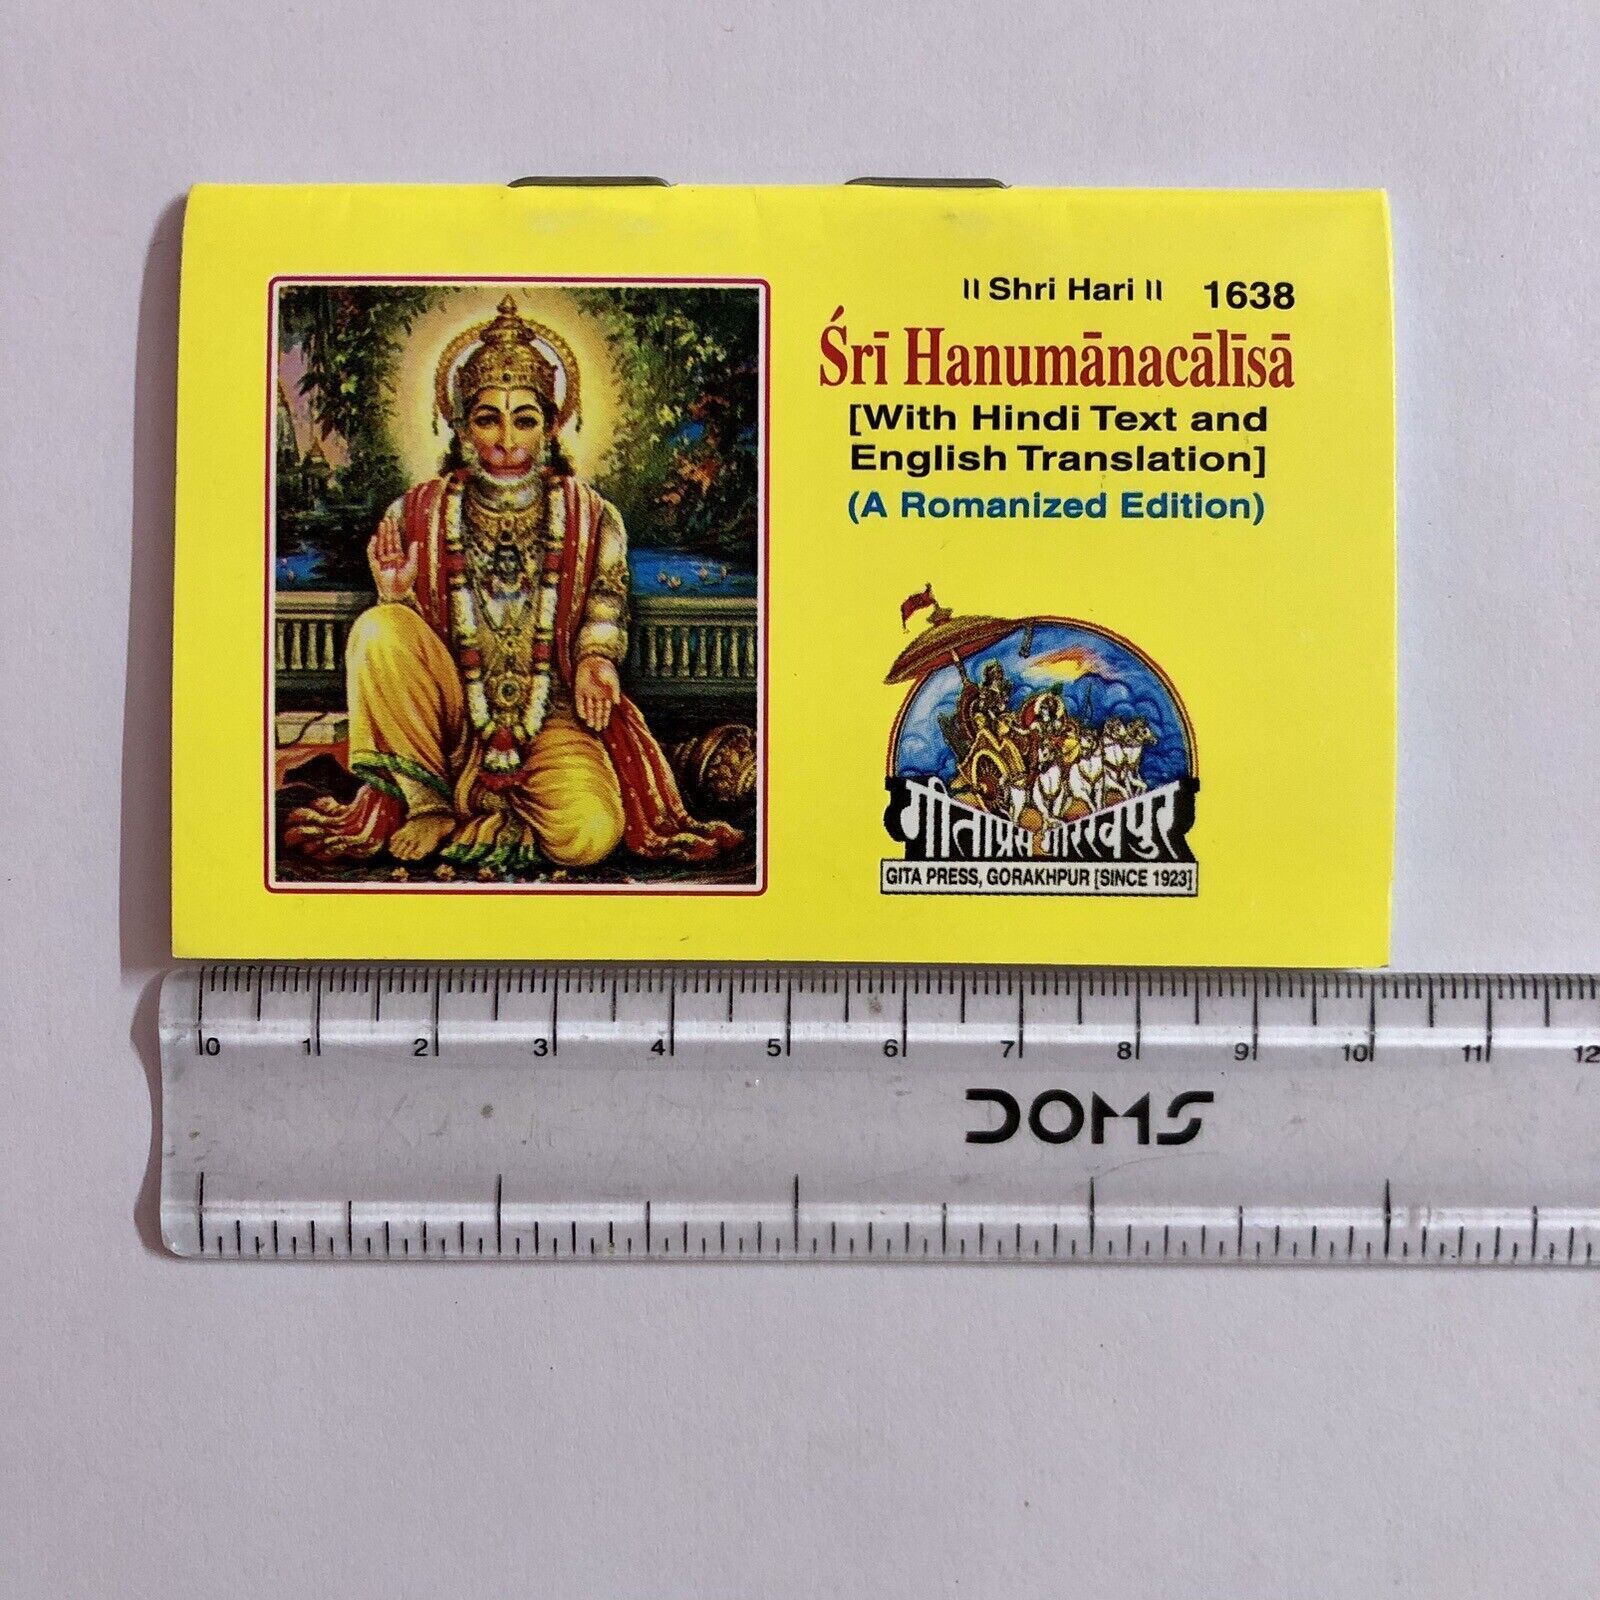 ॥ Shri Hari ॥ 1638
Śrī Hanumānacālīsā
[With Hindi Text and
English Translation]
(A Romanized Edition)
गीताप्रेस गोरखपुर
GITA PRESS, GORAKHPUR [SINCE 1923]
0 1 2 3 4 5 6 7 8 9 10 11 12
DOMS